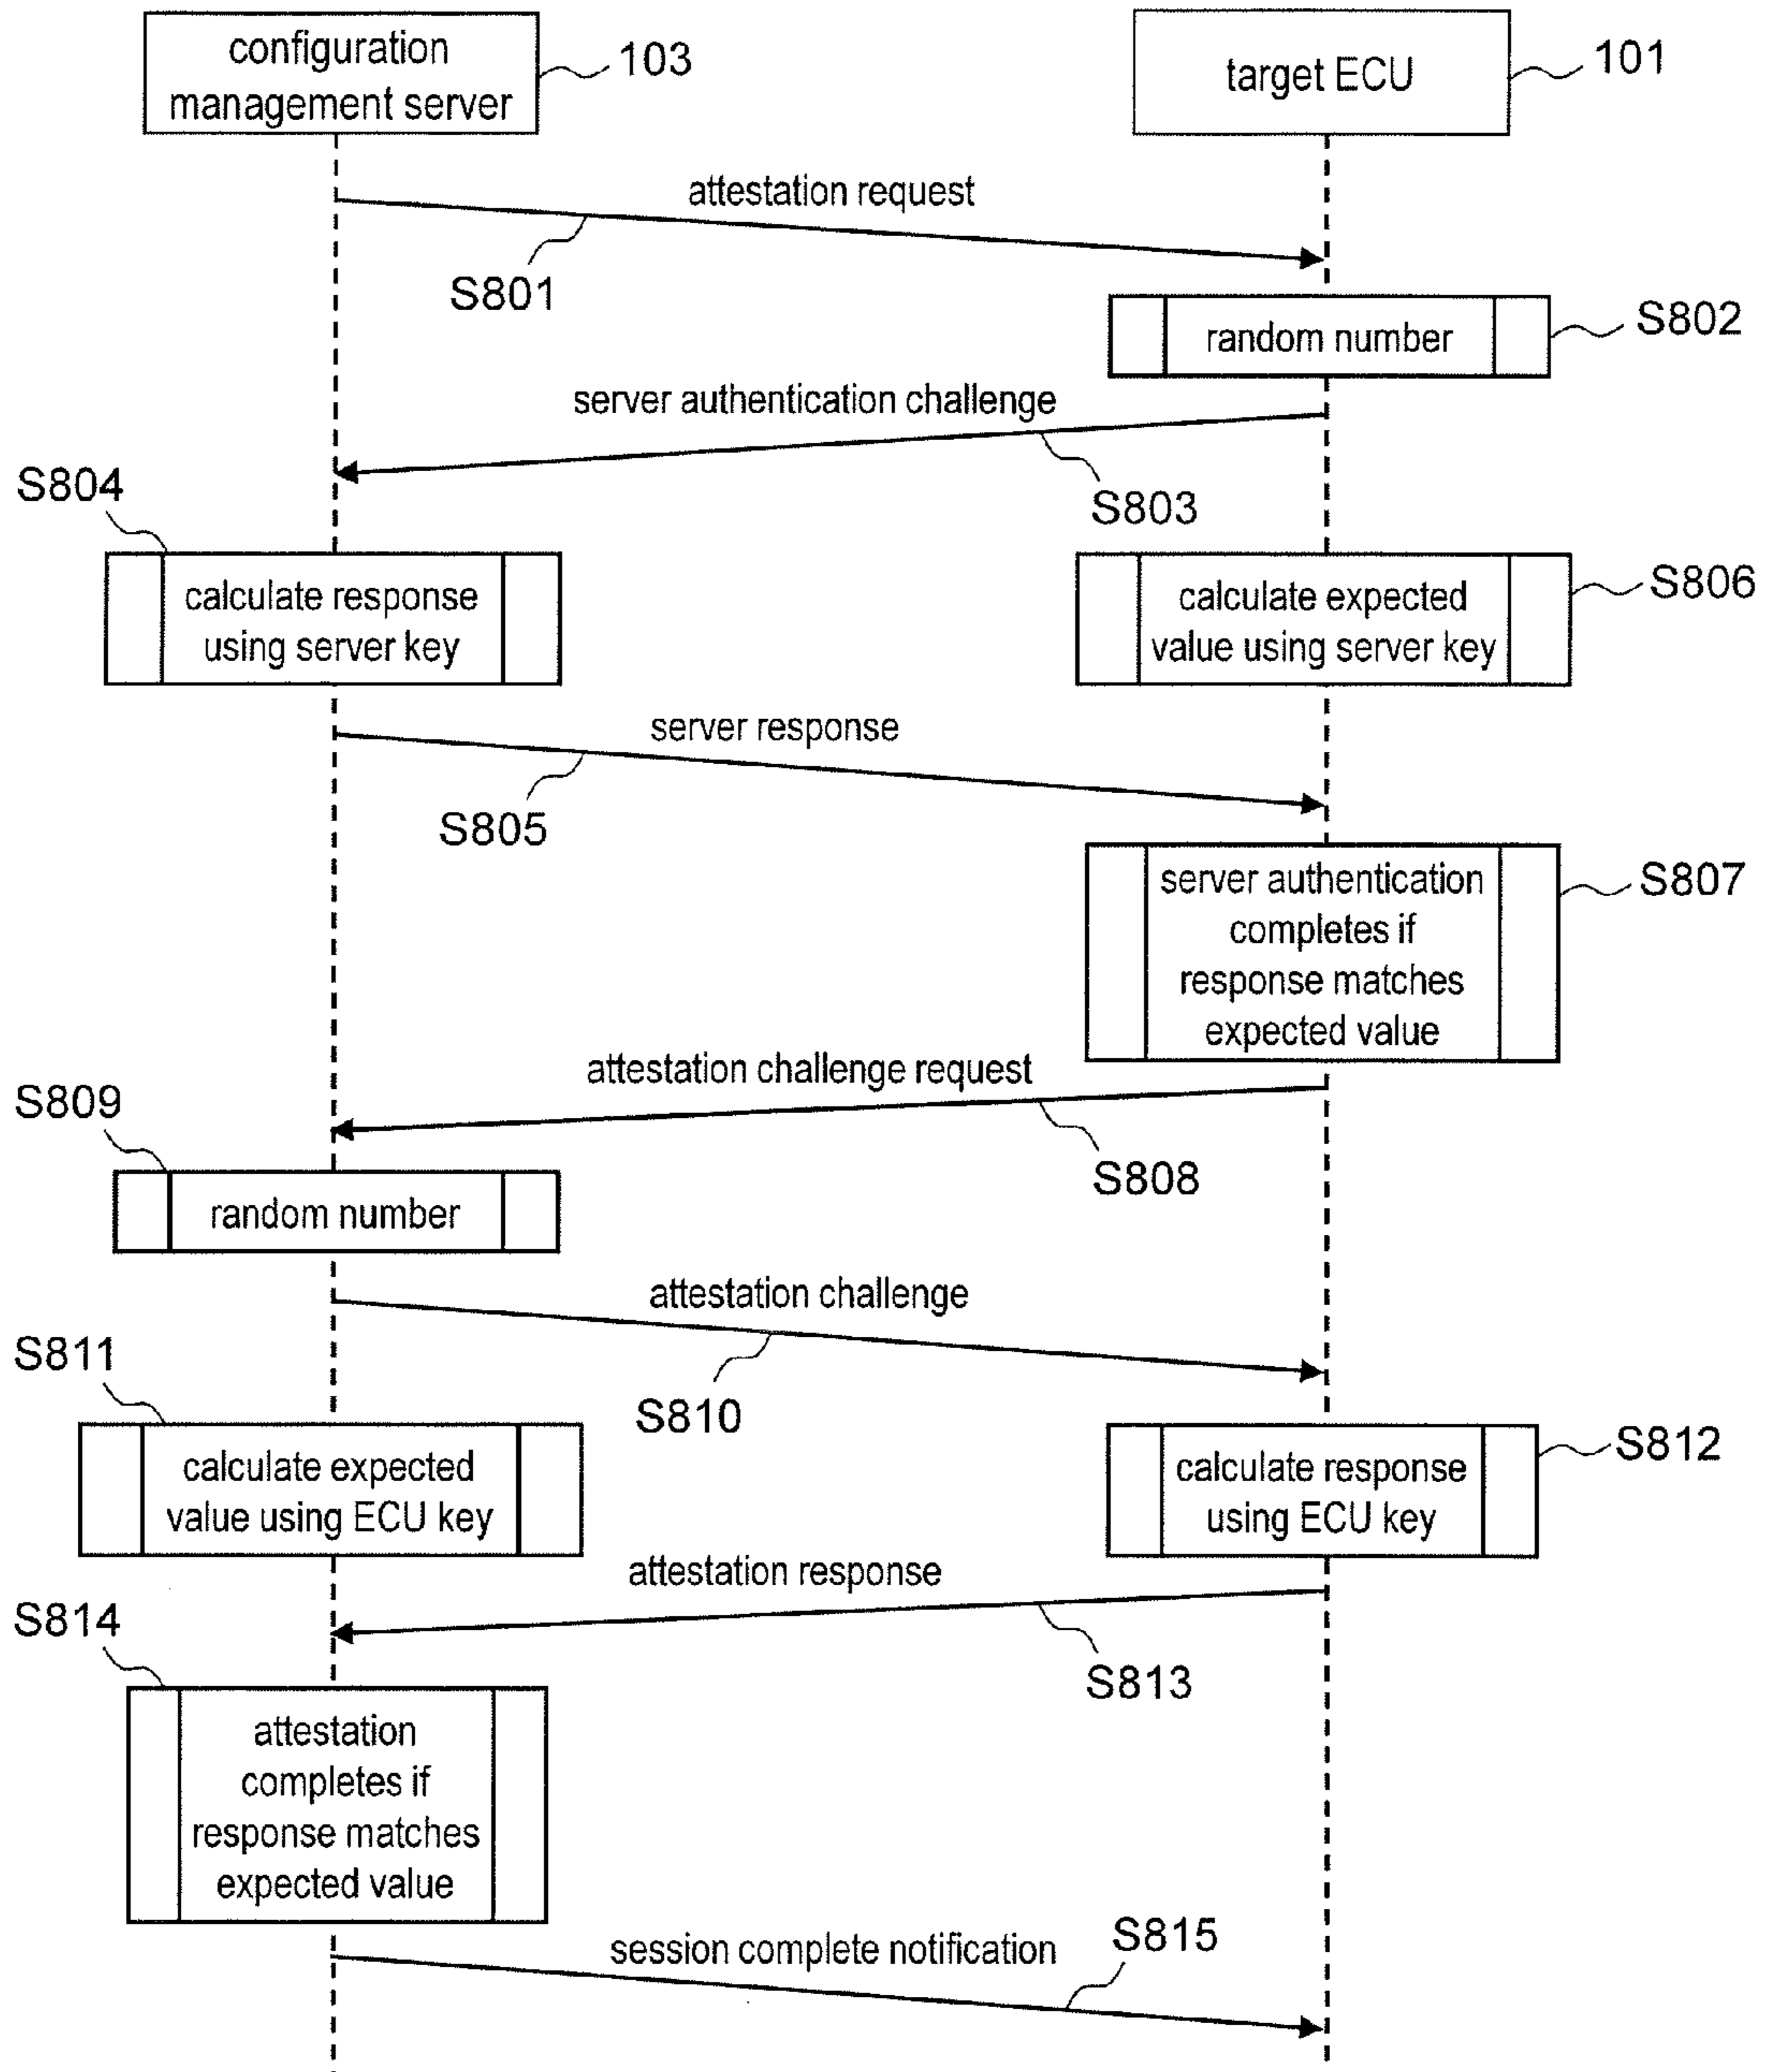 configuration
management server
103
target ECU
101
attestation request
S801
random number
S802
server authentication challenge
S803
S804
calculate response
using server key
calculate expected
value using server key
S806
server response
S805
server authentication
completes if
response matches
expected value
S807
attestation challenge request
S808
S809
random number
attestation challenge
S810
S811
calculate expected
value using ECU key
calculate response
using ECU key
S812
attestation response
S813
S814
attestation
completes if
response matches
expected value
session complete notification
S815